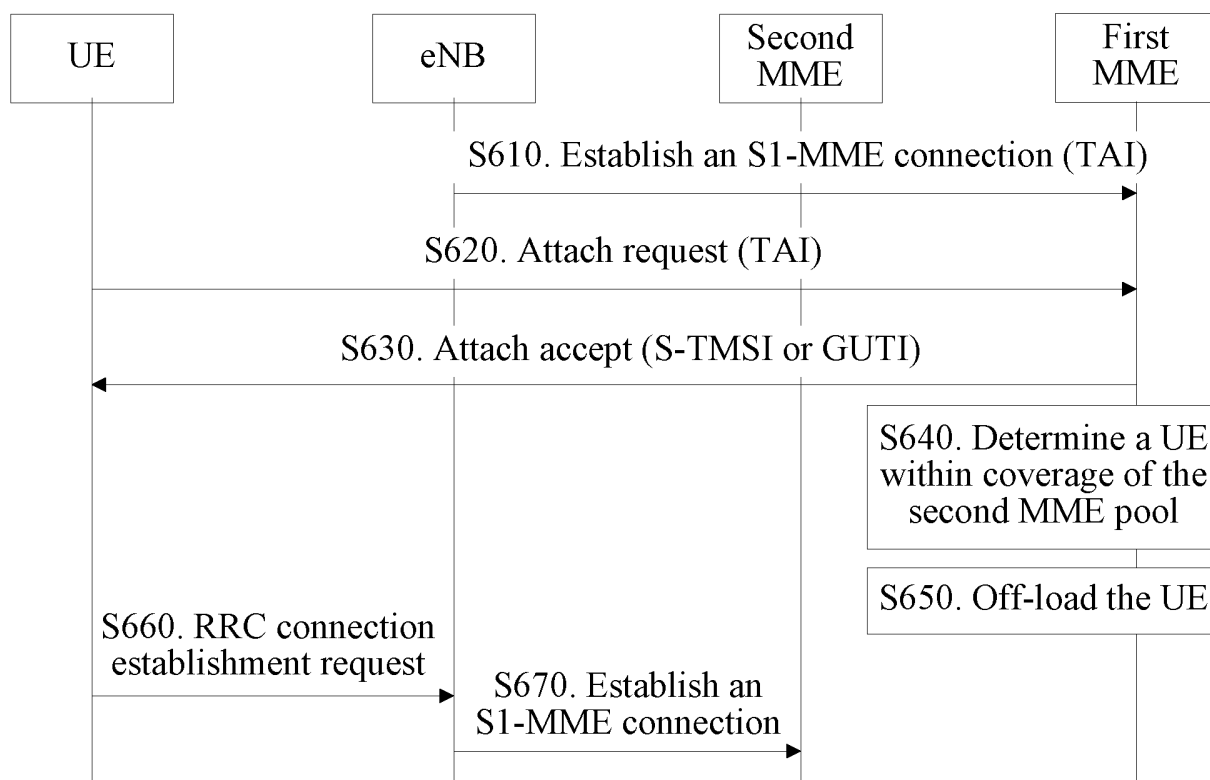 UE
eNB
Second
MME
First
MME
S610. Establish an S1-MME connection (TAI)
S620. Attach request (TAI)
S630. Attach accept (S-TMSI or GUTI)
S640. Determine a UE
within coverage of the
second MME pool
S650. Off-load the UE
S660. RRC connection
establishment request
S670. Establish an
S1-MME connection